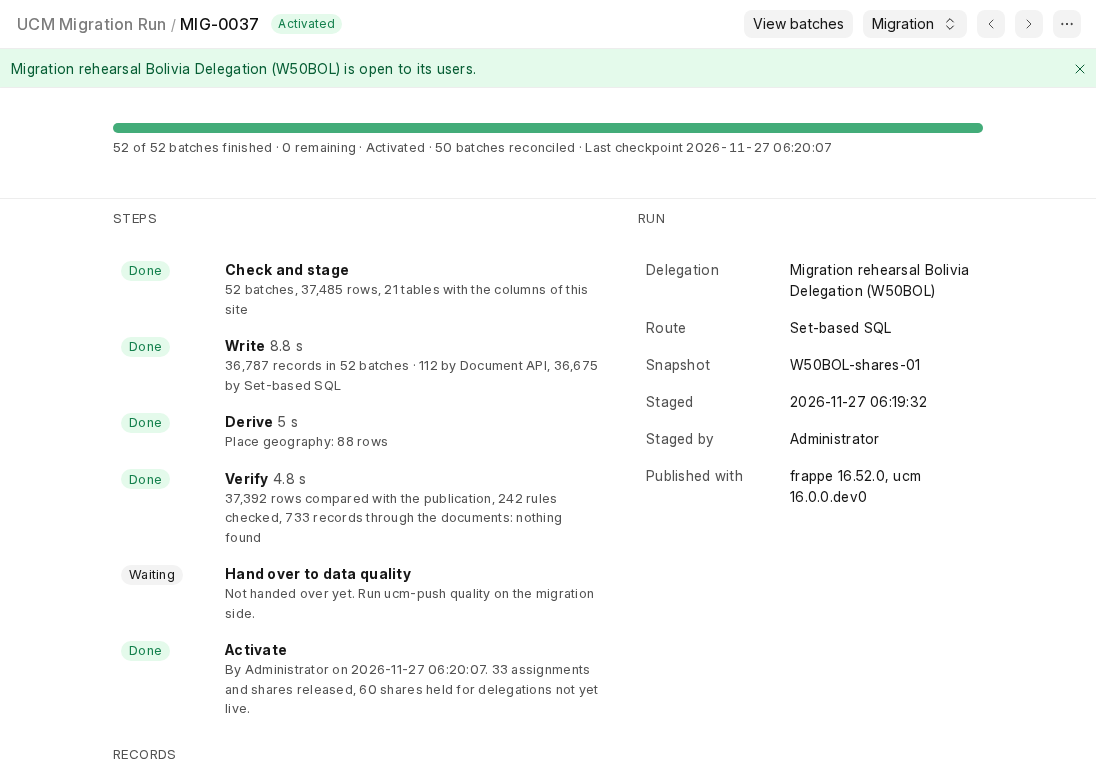 UCM Migration Run / MIG-0037 Activated View batches Migration
Migration rehearsal Bolivia Delegation (W50BOL) is open to its users.
52 of 52 batches finished · 0 remaining · Activated · 50 batches reconciled · Last checkpoint 2026-11-27 06:20:07
STEPS
Done
Check and stage
52 batches, 37,485 rows, 21 tables with the columns of this
site
Done
Write 8.8 s
36,787 records in 52 batches · 112 by Document API, 36,675
by Set-based SQL
Done
Derive 5 s
Place geography: 88 rows
Done
Verify 4.8 s
37,392 rows compared with the publication, 242 rules
checked, 733 records through the documents: nothing
found
Waiting
Hand over to data quality
Not handed over yet. Run ucm-push quality on the migration
side.
Done
Activate
By Administrator on 2026-11-27 06:20:07. 33 assignments
and shares released, 60 shares held for delegations not yet
live.
RUN
Delegation
Migration rehearsal Bolivia
Delegation (W50BOL)
Route
Set-based SQL
Snapshot
W50BOL-shares-01
Staged
2026-11-27 06:19:32
Staged by
Administrator
Published with
frappe 16.52.0, ucm
16.0.0.dev0
RECORDS